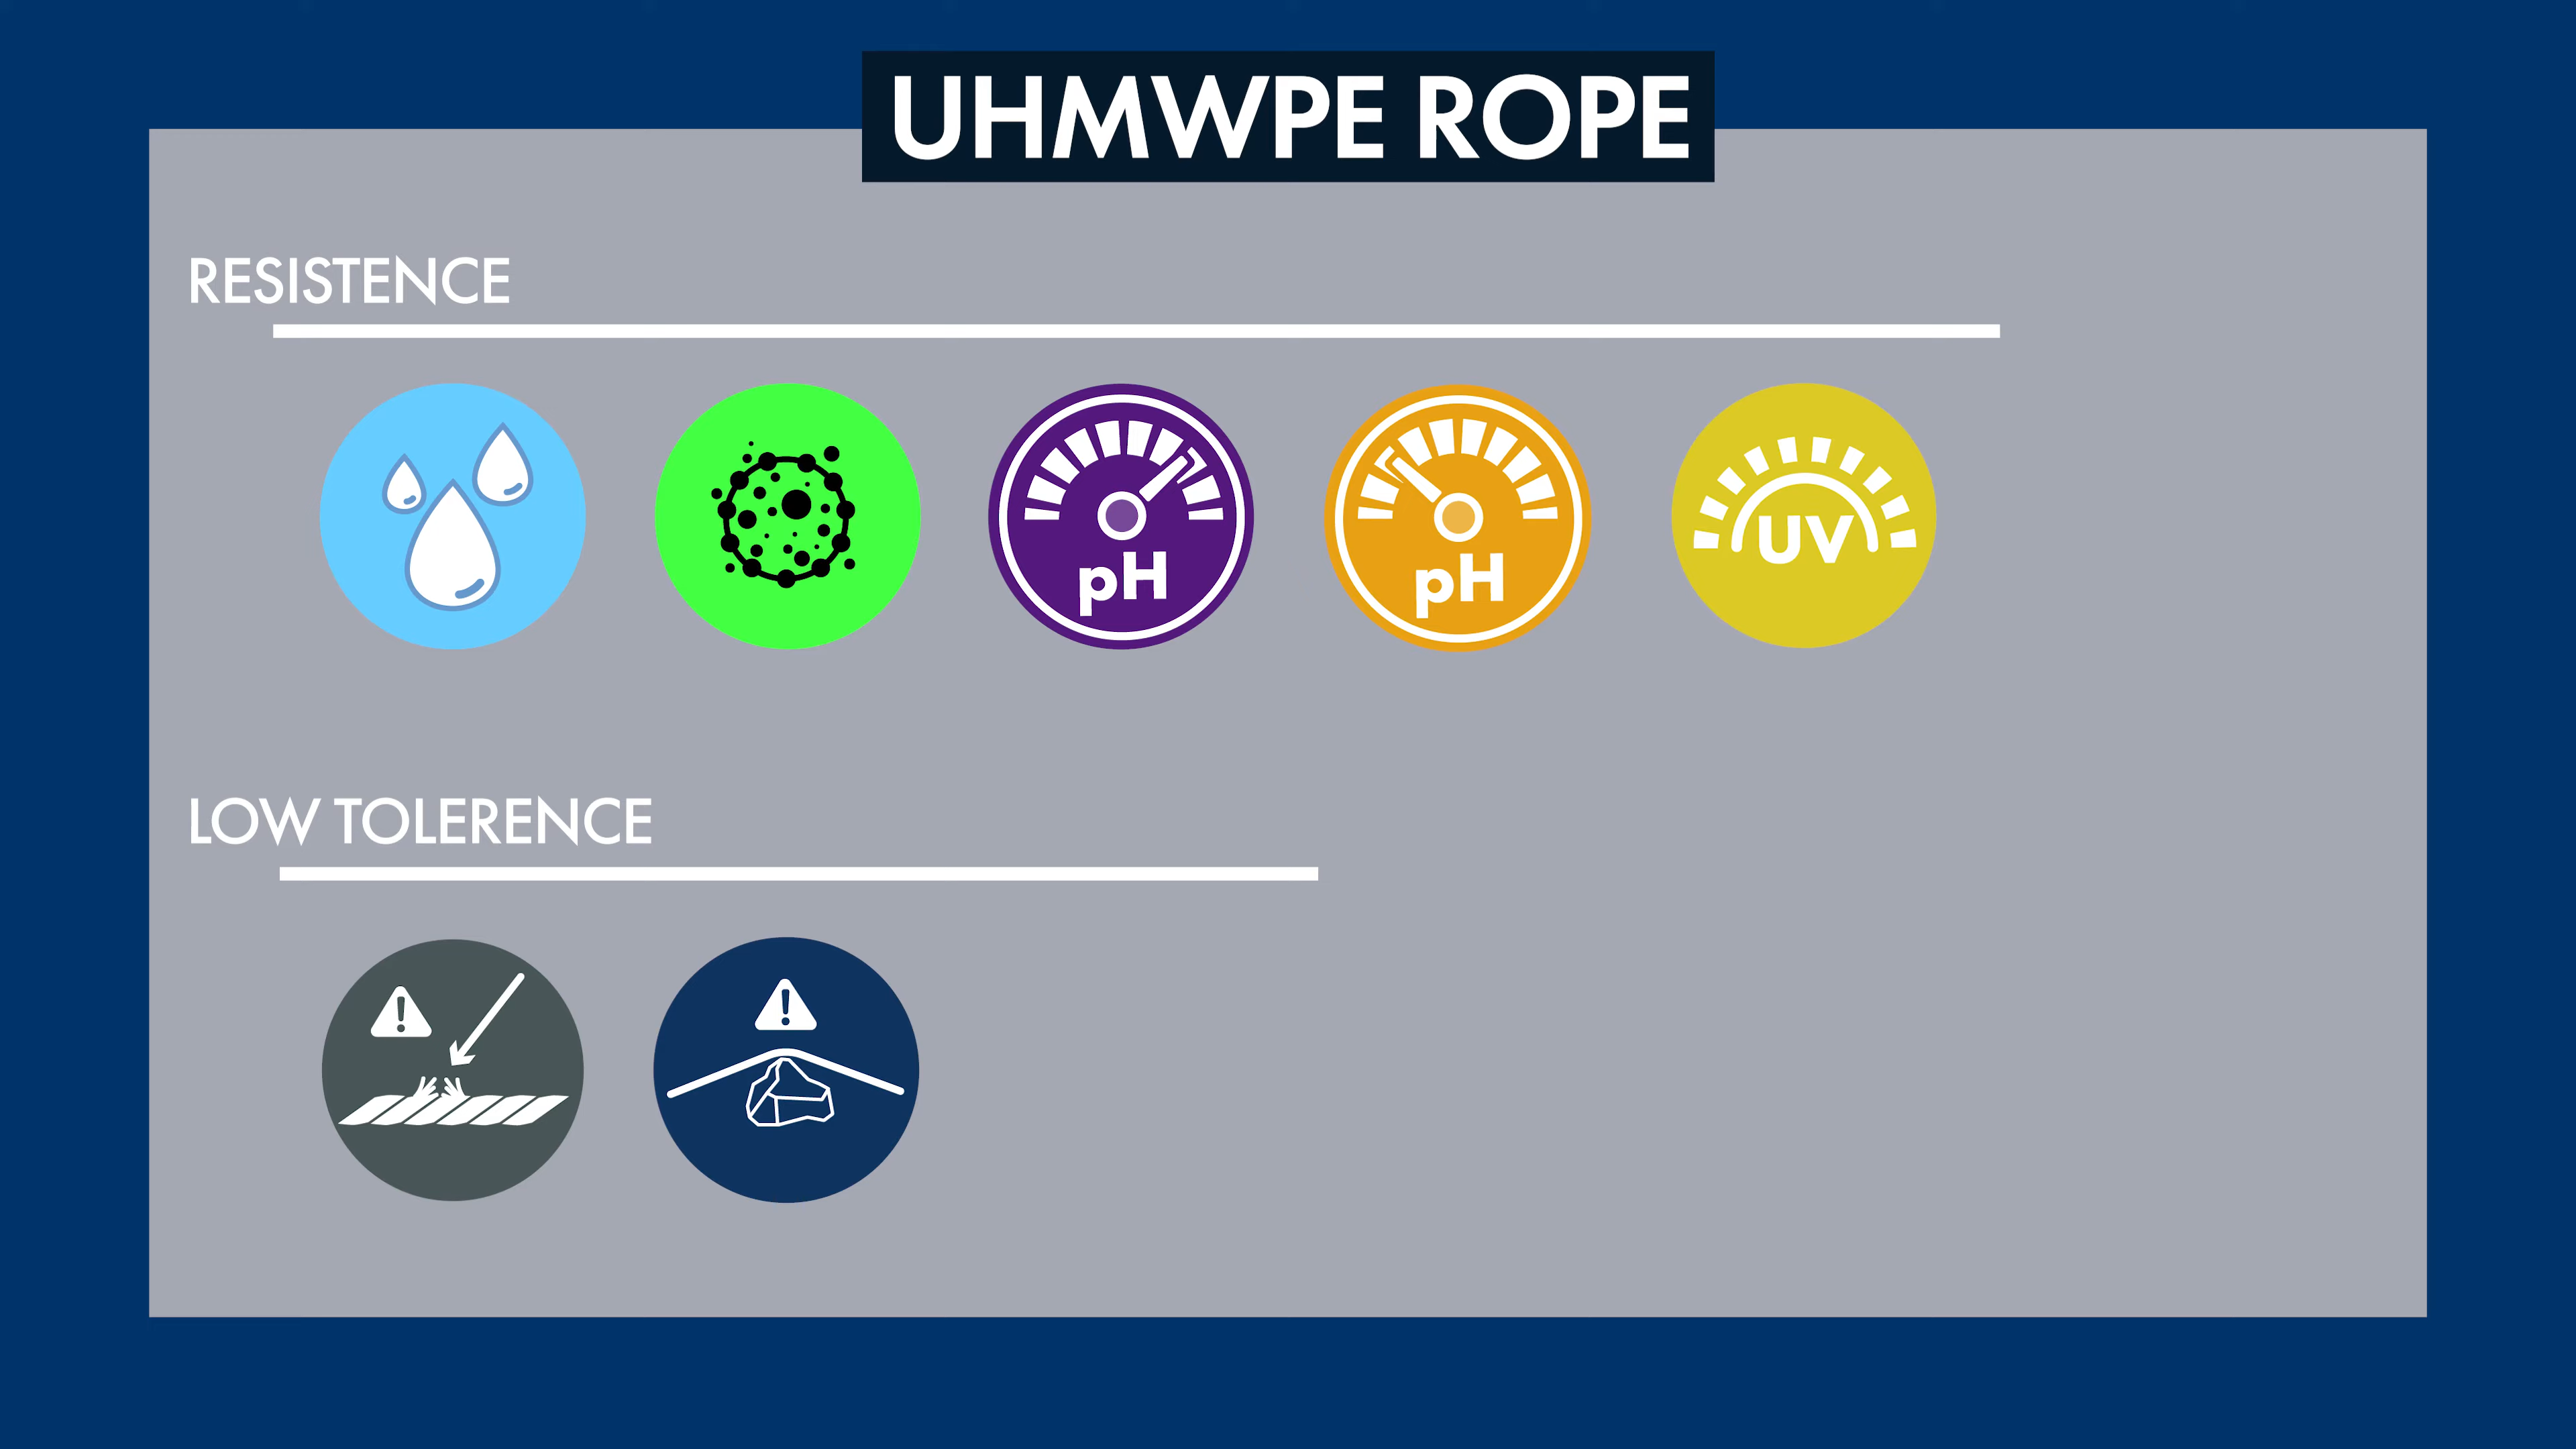 UHMWPE ROPE
RESISTENCE
pH
pH
UV
LOW TOLERENCE